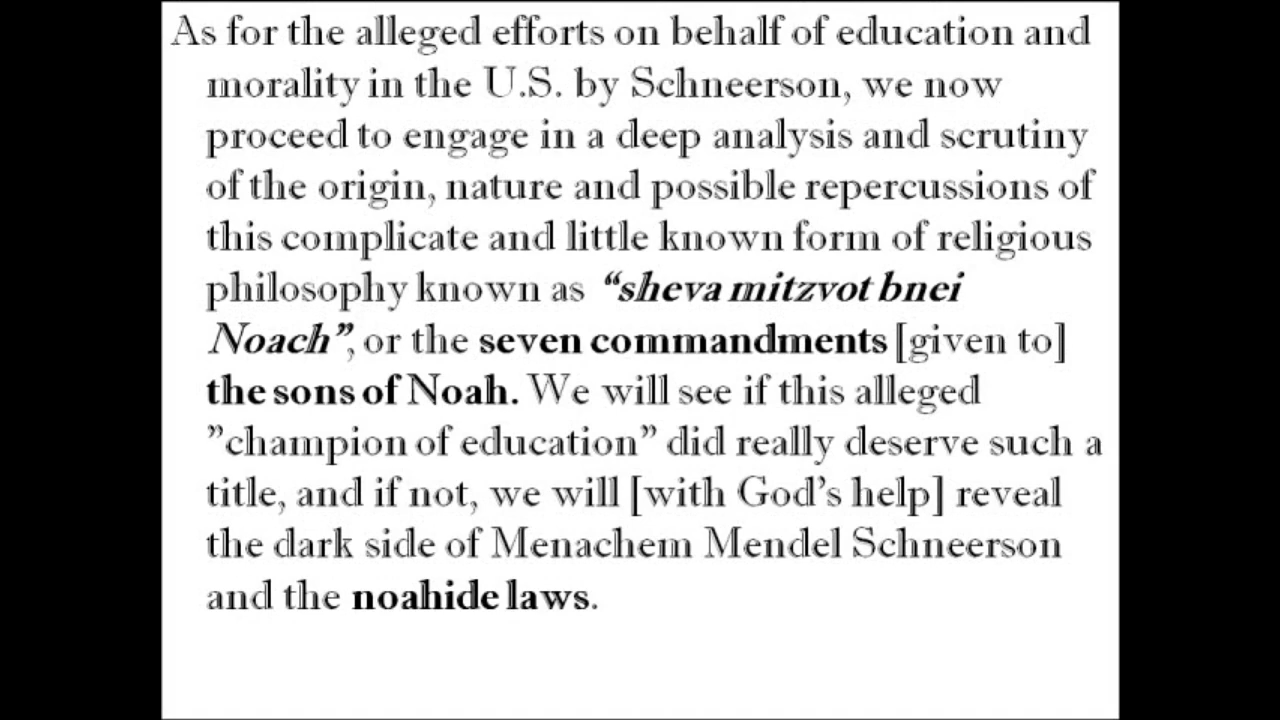 As for the alleged efforts on behalf of education and
morality in the U.S. by Schneerson, we now
proceed to engage in a deep analysis and scrutiny
of the origin, nature and possible repercussions of
this complicate and little known form of religious
philosophy known as “sheva mitzvot bnei
Noach”, or the seven commandments [given to]
the sons of Noah. We will see if this alleged
”champion of education” did really deserve such a
title, and if not, we will [with God’s help] reveal
the dark side of Menachem Mendel Schneerson
and the noahide laws.